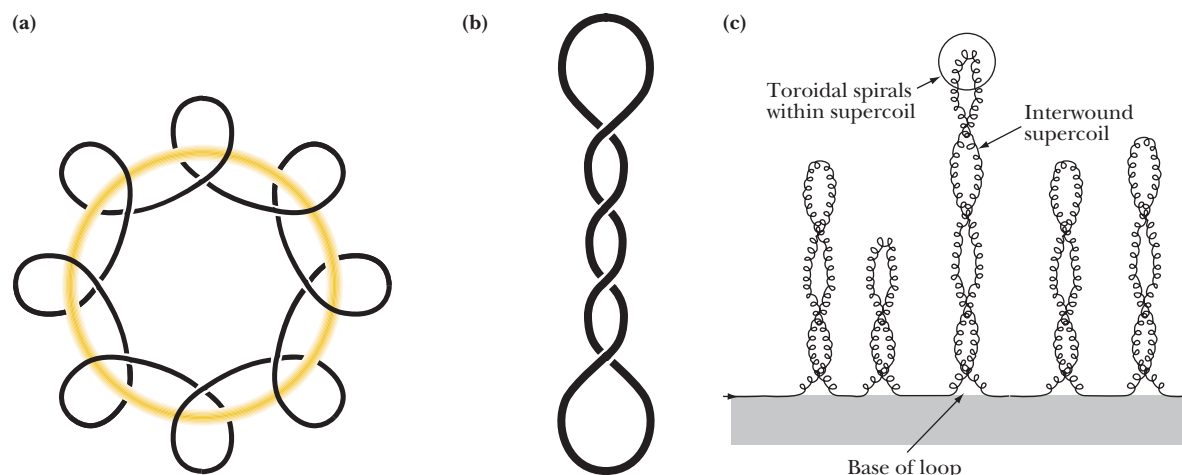 (a)
(b)
(c)
Toroidal spirals
within supercoil
Interwound
supercoil
Base of loop